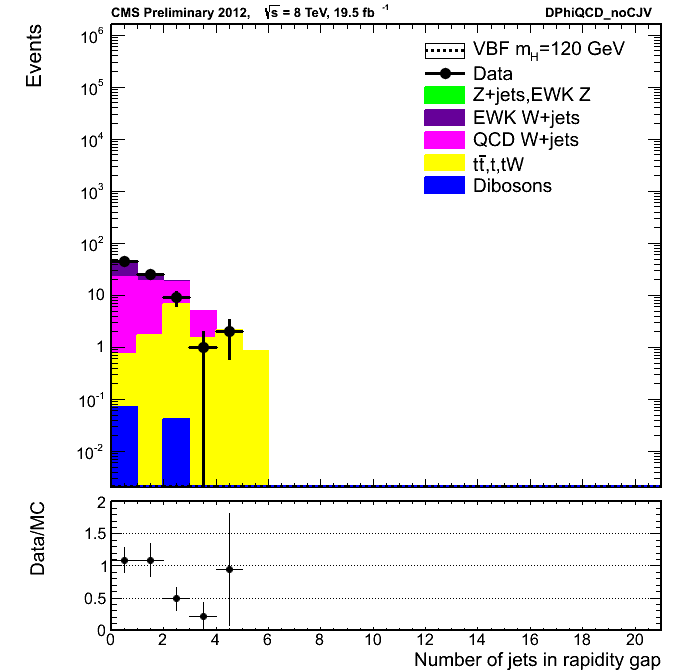 CMS Preliminary 2012, √s = 8 TeV, 19.5 fb⁻¹ DPhiQCD_noCJV
Events
10⁶
10⁵
10⁴
10³
10²
10
1
10⁻¹
10⁻²
VBF m_H=120 GeV
Data
Z+jets,EWK Z
EWK W+jets
QCD W+jets
tt̄,t,tW
Dibosons
Data/MC
2
1.5
1
0.5
0
0 2 4 6 8 10 12 14 16 18 20
Number of jets in rapidity gap